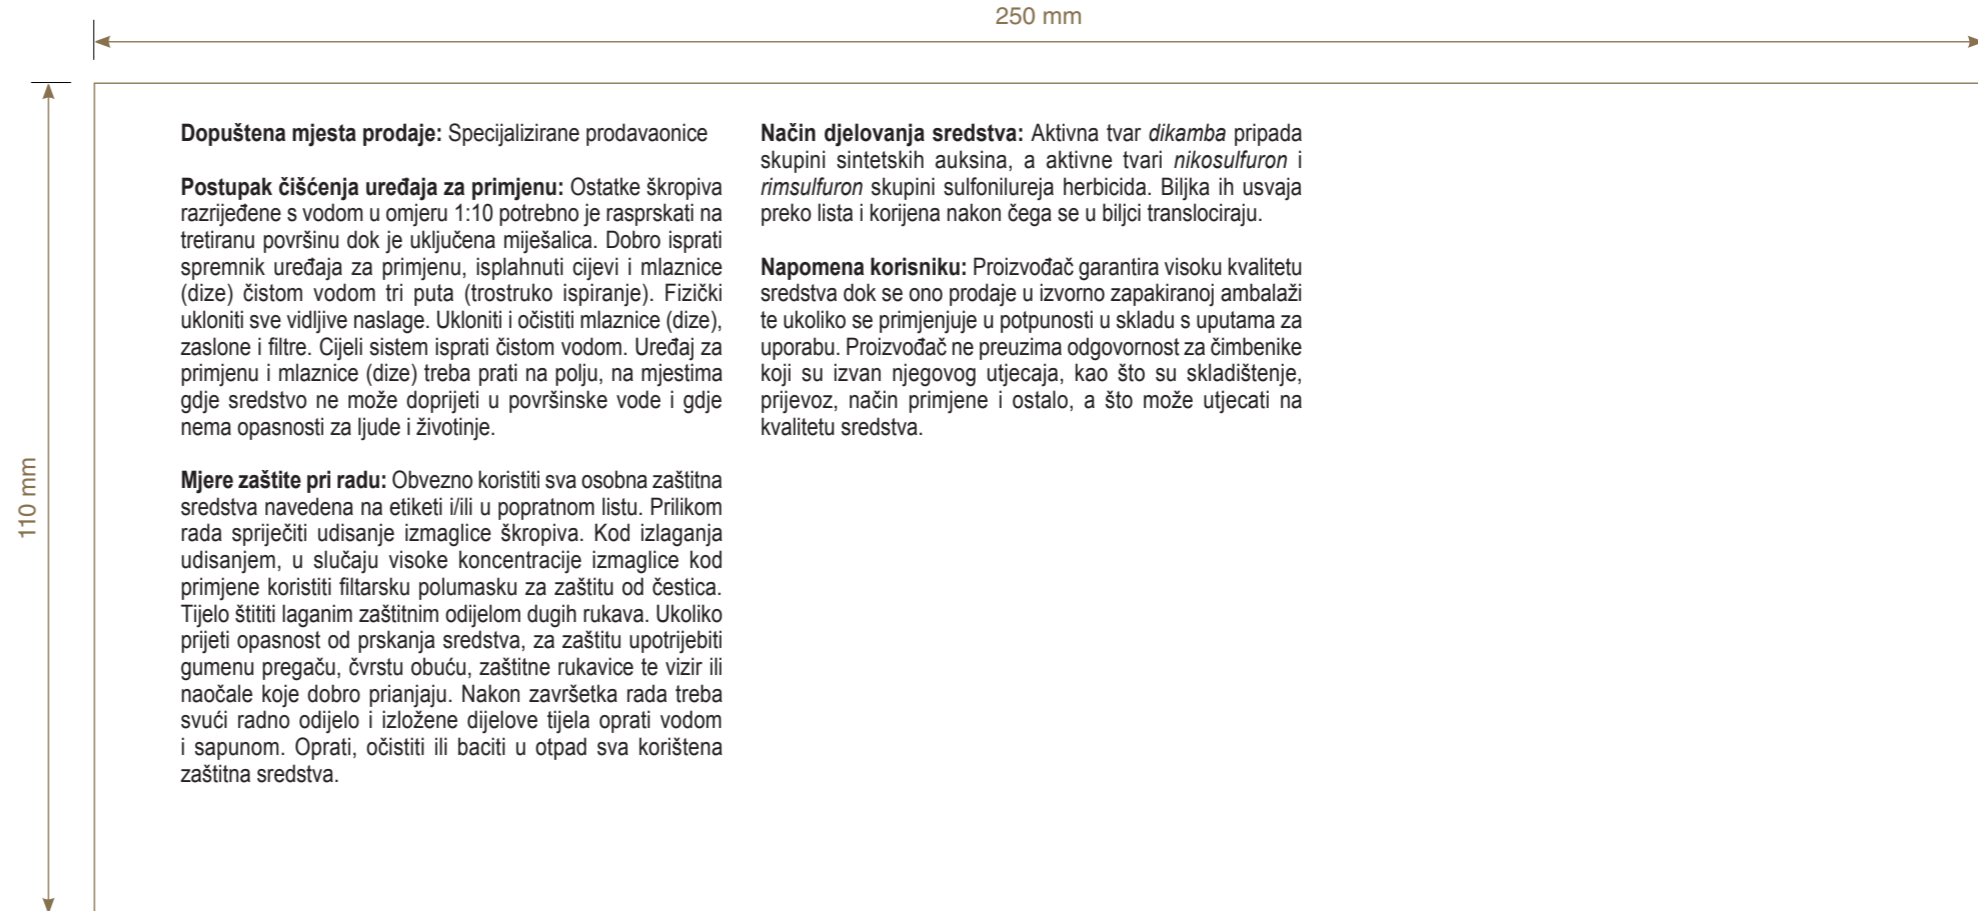 250 mm
110 mm
Dopuštena mjesta prodaje: Specijalizirane prodavaonice
Postupak čišćenja uređaja za primjenu: Ostatke škropiva
razrijeđene s vodom u omjeru 1:10 potrebno je rasprskati na
tretiranu površinu dok je uključena miješalica. Dobro isprati
spremnik uređaja za primjenu, isplahnuti cijevi i mlaznice
(dize) čistom vodom tri puta (trostruko ispiranje). Fizički
ukloniti sve vidljive naslage. Ukloniti i očistiti mlaznice (dize),
zaslone i filtre. Cijeli sistem isprati čistom vodom. Uređaj za
primjenu i mlaznice (dize) treba prati na polju, na mjestima
gdje sredstvo ne može doprijeti u površinske vode i gdje
nema opasnosti za ljude i životinje.
Mjere zaštite pri radu: Obvezno koristiti sva osobna zaštitna
sredstva navedena na etiketi i/ili u popratnom listu. Prilikom
rada spriječiti udisanje izmaglice škropiva. Kod izlaganja
udisanjem, u slučaju visoke koncentracije izmaglice kod
primjene koristiti filtarsku polumasku za zaštitu od čestica.
Tijelo štititi laganim zaštitnim odijelom dugih rukava. Ukoliko
prijeti opasnost od prskanja sredstva, za zaštitu upotrijebiti
gumenu pregaču, čvrstu obuću, zaštitne rukavice te vizir ili
naočale koje dobro prianjaju. Nakon završetka rada treba
svući radno odijelo i izložene dijelove tijela oprati vodom
i sapunom. Oprati, očistiti ili baciti u otpad sva korištena
zaštitna sredstva.
Način djelovanja sredstva: Aktivna tvar dikamba pripada
skupini sintetskih auksina, a aktivne tvari nikosulfuron i
rimsulfuron skupini sulfonilureja herbicida. Biljka ih usvaja
preko lista i korijena nakon čega se u biljci translociraju.
Napomena korisniku: Proizvođač garantira visoku kvalitetu
sredstva dok se ono prodaje u izvorno zapakiranoj ambalaži
te ukoliko se primjenjuje u potpunosti u skladu s uputama za
uporabu. Proizvođač ne preuzima odgovornost za čimbenike
koji su izvan njegovog utjecaja, kao što su skladištenje,
prijevoz, način primjene i ostalo, a što može utjecati na
kvalitetu sredstva.